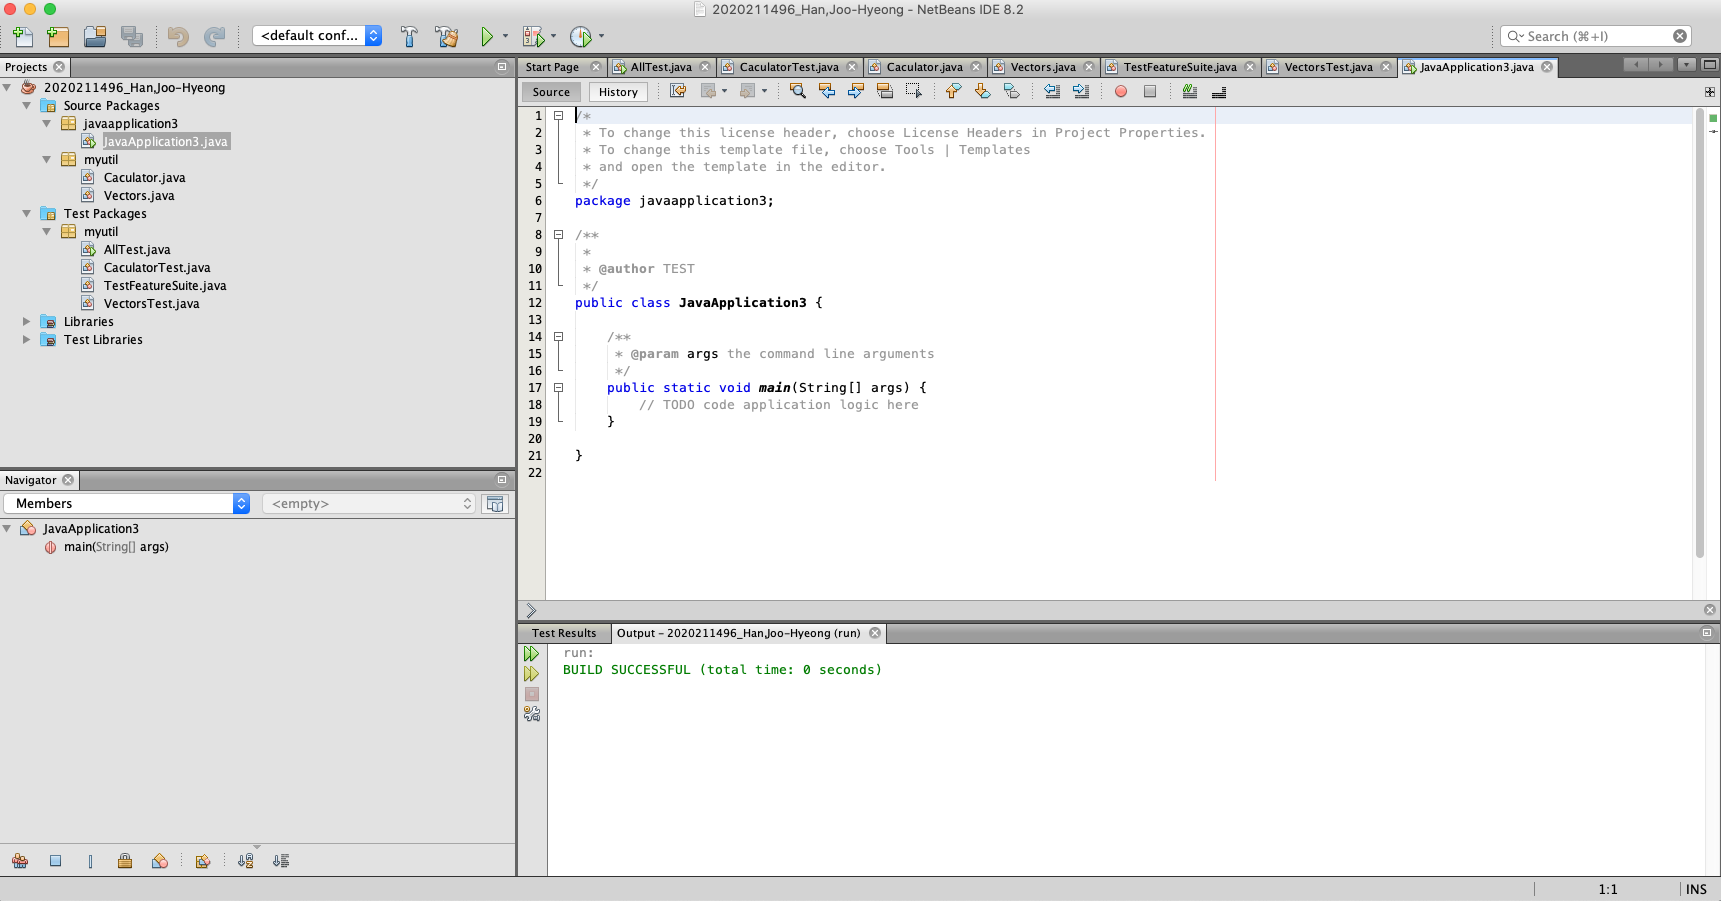 2020211496_Han,Joo-Hyeong - NetBeans IDE 8.2
<default conf...
Search (⌘+I)
Projects
2020211496_Han,Joo-Hyeong
Source Packages
javaapplication3
JavaApplication3.java
myutil
Caculator.java
Vectors.java
Test Packages
myutil
AllTest.java
CaculatorTest.java
TestFeatureSuite.java
VectorsTest.java
Libraries
Test Libraries
Navigator
Members
<empty>
JavaApplication3
main(String[] args)
Start Page
AllTest.java
CaculatorTest.java
Caculator.java
Vectors.java
TestFeatureSuite.java
VectorsTest.java
JavaApplication3.java
Source
History
1 /*
2 * To change this license header, choose License Headers in Project Properties.
3 * To change this template file, choose Tools | Templates
4 * and open the template in the editor.
5 */
6 package javaapplication3;
7
8 /**
9 *
10 * @author TEST
11 */
12 public class JavaApplication3 {
13
14 /**
15 * @param args the command line arguments
16 */
17 public static void main(String[] args) {
18 // TODO code application logic here
19 }
20
21 }
22
Test Results
Output - 2020211496_Han,Joo-Hyeong (run)
run:
BUILD SUCCESSFUL (total time: 0 seconds)
1:1
INS